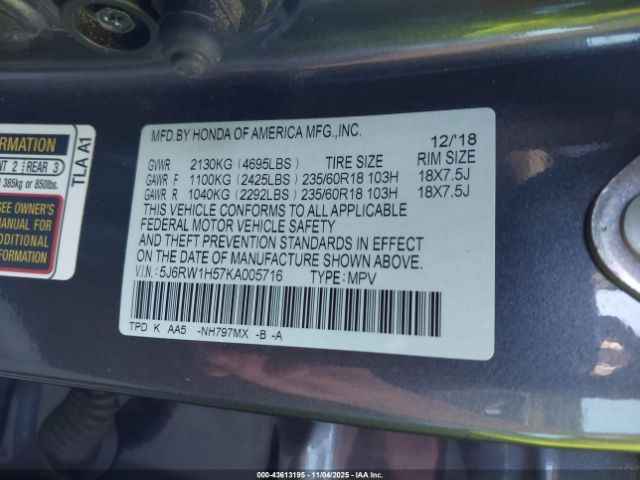 ORMATION
NT 2 REAR 3
385kg or 850lbs.
SEE OWNER'S
MANUAL FOR
ADDITIONAL
INFORMATION
TLA A1
MFD.BY HONDA OF AMERICA MFG.,INC.
12/'18
GVWR 2130KG (4695LBS) TIRE SIZE RIM SIZE
GAWR F 1100KG (2425LBS) 235/60R18 103H 18X7.5J
GAWR R 1040KG (2292LBS) 235/60R18 103H 18X7.5J
THIS VEHICLE CONFORMS TO ALL APPLICABLE
FEDERAL MOTOR VEHICLE SAFETY
AND THEFT PREVENTION STANDARDS IN EFFECT
ON THE DATE OF MANUFACTURE SHOWN ABOVE.
V.I.N: 5J6RW1H57KA005716 TYPE: MPV
TPD K AA5 -NH797MX -B -A
000-43613195 - 11/04/2025 - IAAI.COM